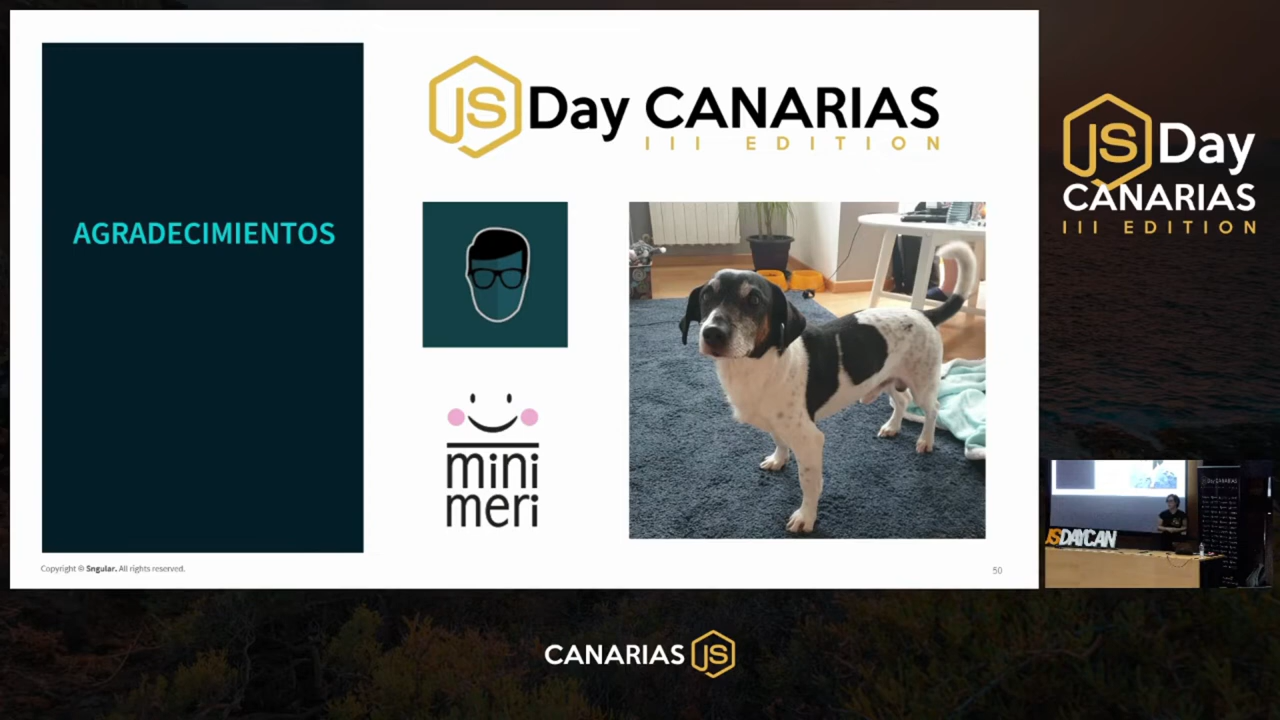 AGRADECIMIENTOS
JS Day CANARIAS
III EDITION
mini
meri
Copyright © Sngular. All rights reserved.
50
JS Day
CANARIAS
III EDITION
JSDAYCAN
CANARIAS JS